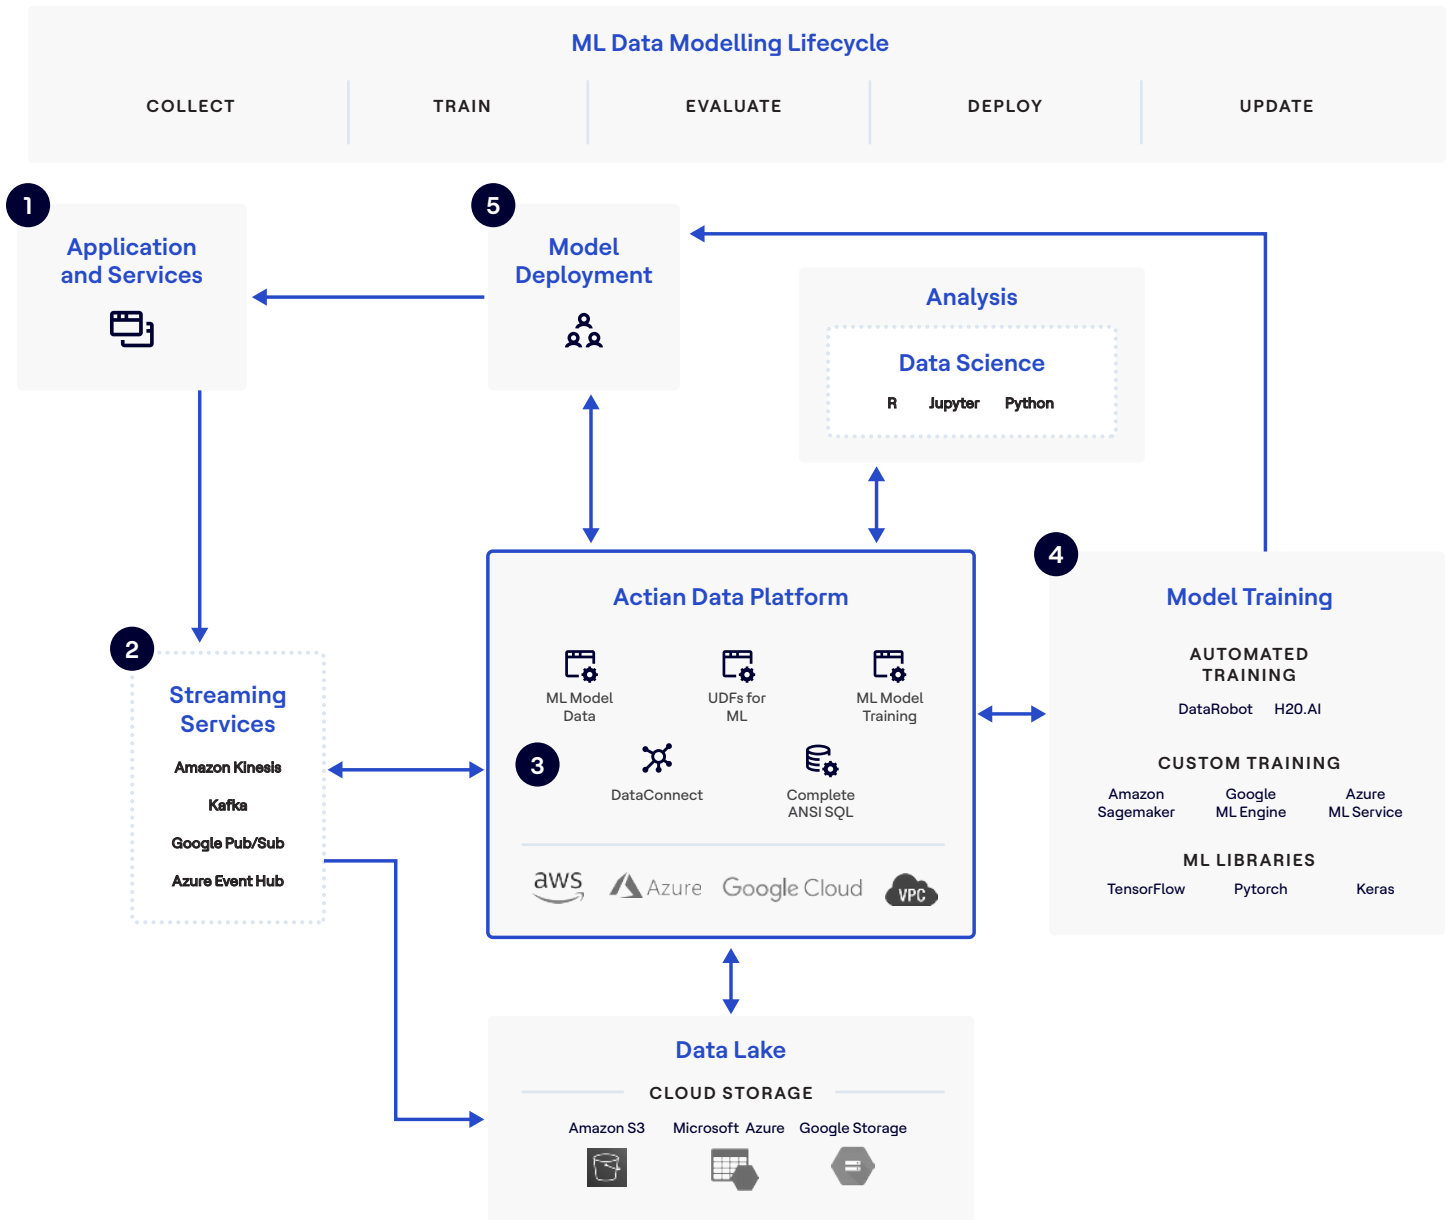 ML Data Modelling Lifecycle
COLLECT
TRAIN
EVALUATE
DEPLOY
UPDATE
1
Application
and Services
5
Model
Deployment
Analysis
Data Science
R Jupyter Python
2
Streaming
Services
Amazon Kinesis
Kafka
Google Pub/Sub
Azure Event Hub
Actian Data Platform
ML Model
Data
UDFs for
ML
ML Model
Training
3
DataConnect
Complete
ANSI SQL
aws
Azure
Google Cloud
VPC
4
Model Training
AUTOMATED
TRAINING
DataRobot H20.AI
CUSTOM TRAINING
Amazon
Sagemaker
Google
ML Engine
Azure
ML Service
ML LIBRARIES
TensorFlow Pytorch Keras
Data Lake
CLOUD STORAGE
Amazon S3 Microsoft Azure Google Storage